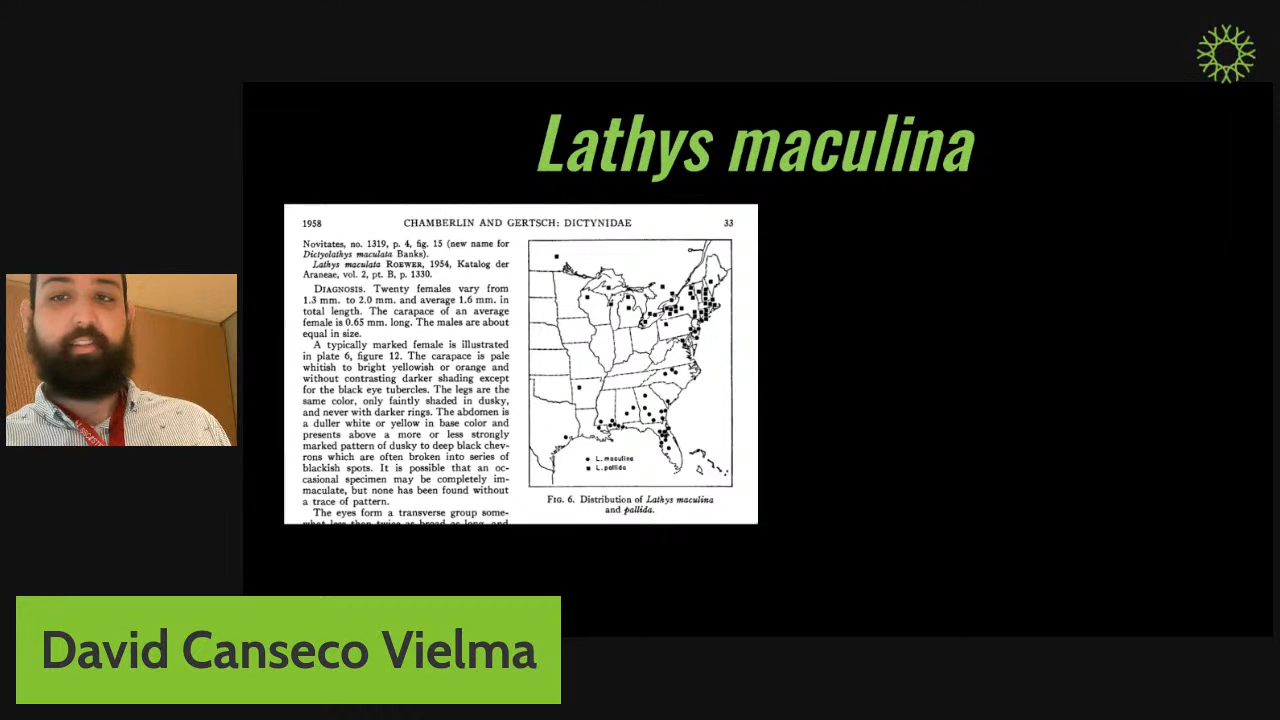 Lathys maculina
1958 CHAMBERLIN AND GERTSCH: DICTYNIDAE 33
Novitates, no. 1319, p. 4, fig. 15 (new name for
Dictyolathys maculata Banks).
Lathys maculata ROEWER, 1954, Katalog der
Araneae, vol. 2, pt. B, p. 1330.
DIAGNOSIS. Twenty females vary from
1.3 mm. to 2.0 mm. and average 1.6 mm. in
total length. The carapace of an average
female is 0.65 mm. long. The males are about
equal in size.
A typically marked female is illustrated
in plate 6, figure 12. The carapace is pale
whitish to bright yellowish or orange and
without contrasting darker shading except
for the black eye tubercles. The legs are the
same color, only faintly shaded in dusky,
and never with darker rings. The abdomen is
a duller white or yellow in base color and
presents above a more or less strongly
marked pattern of dusky to deep black chev-
rons which are often broken into series of
blackish spots. It is possible that an oc-
casional specimen may be completely im-
maculate, but none has been found without
a trace of pattern.
The eyes form a transverse group some-
what less than twice as broad as long, and
L. maculina
L. pallida
FIG. 6. Distribution of Lathys maculina
and pallida.
David Canseco Vielma